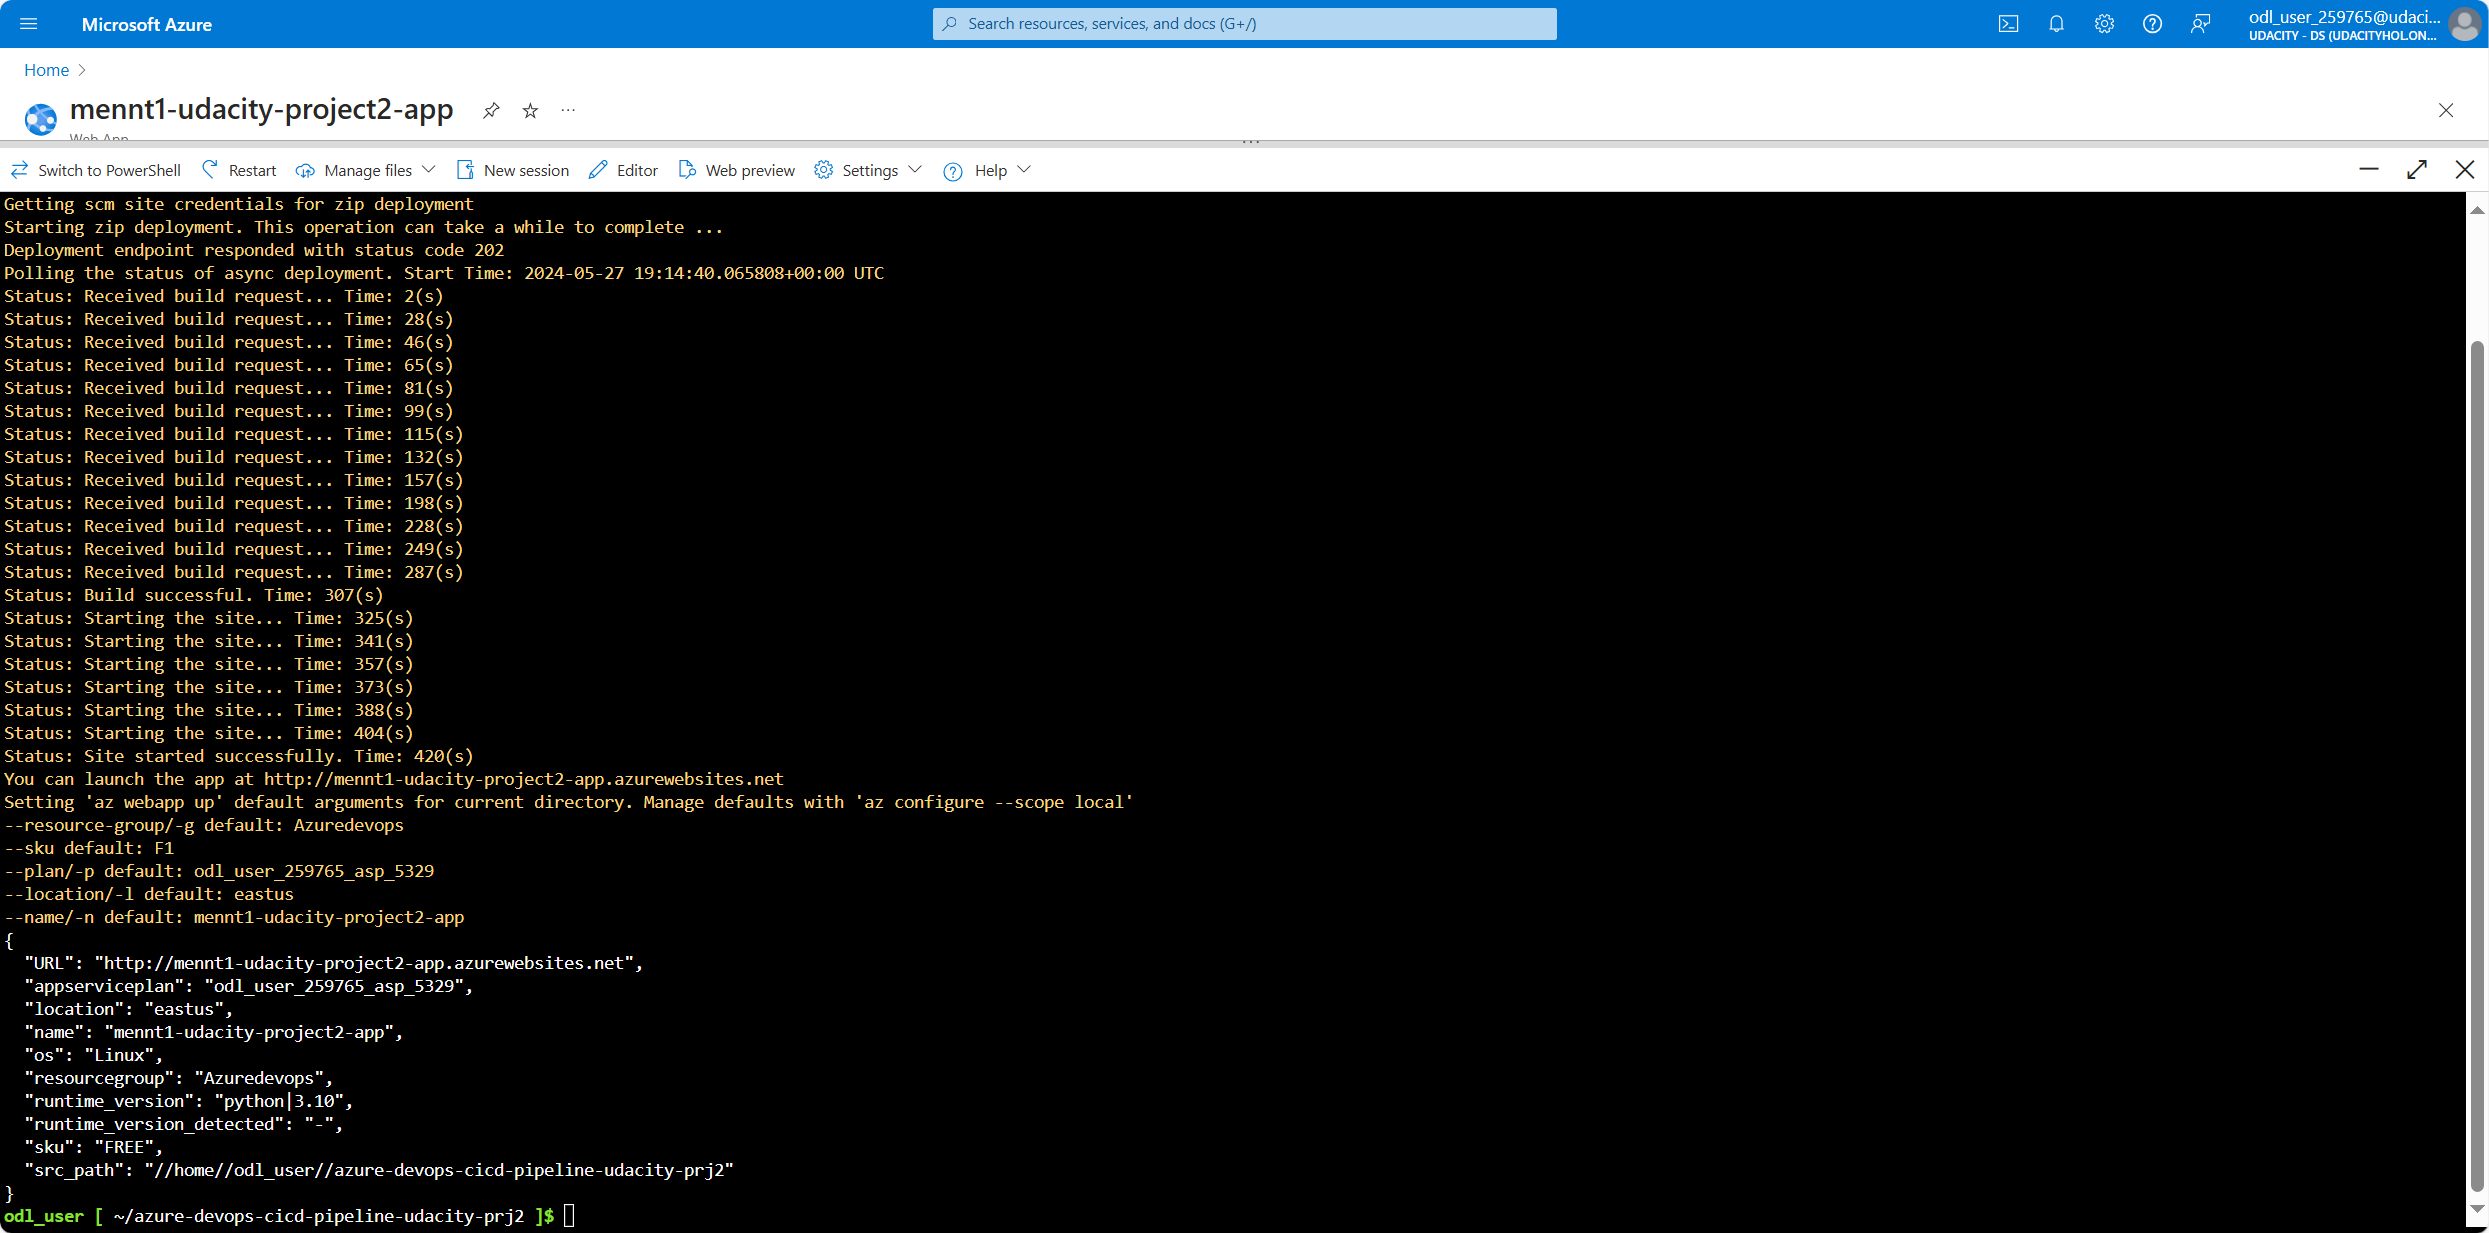 Microsoft Azure
Search resources, services, and docs (G+/)
odl_user_259765@udaci...
UDACITY - DS (UDACITYHOL.ON...
Home
mennt1-udacity-project2-app
Web App
Switch to PowerShell Restart Manage files New session Editor Web preview Settings Help
Getting scm site credentials for zip deployment
Starting zip deployment. This operation can take a while to complete ...
Deployment endpoint responded with status code 202
Polling the status of async deployment. Start Time: 2024-05-27 19:14:40.065808+00:00 UTC
Status: Received build request... Time: 2(s)
Status: Received build request... Time: 28(s)
Status: Received build request... Time: 46(s)
Status: Received build request... Time: 65(s)
Status: Received build request... Time: 81(s)
Status: Received build request... Time: 99(s)
Status: Received build request... Time: 115(s)
Status: Received build request... Time: 132(s)
Status: Received build request... Time: 157(s)
Status: Received build request... Time: 198(s)
Status: Received build request... Time: 228(s)
Status: Received build request... Time: 249(s)
Status: Received build request... Time: 287(s)
Status: Build successful. Time: 307(s)
Status: Starting the site... Time: 325(s)
Status: Starting the site... Time: 341(s)
Status: Starting the site... Time: 357(s)
Status: Starting the site... Time: 373(s)
Status: Starting the site... Time: 388(s)
Status: Starting the site... Time: 404(s)
Status: Site started successfully. Time: 420(s)
You can launch the app at http://mennt1-udacity-project2-app.azurewebsites.net
Setting 'az webapp up' default arguments for current directory. Manage defaults with 'az configure --scope local'
--resource-group/-g default: Azuredevops
--sku default: F1
--plan/-p default: odl_user_259765_asp_5329
--location/-l default: eastus
--name/-n default: mennt1-udacity-project2-app
{
  "URL": "http://mennt1-udacity-project2-app.azurewebsites.net",
  "appserviceplan": "odl_user_259765_asp_5329",
  "location": "eastus",
  "name": "mennt1-udacity-project2-app",
  "os": "Linux",
  "resourcegroup": "Azuredevops",
  "runtime_version": "python|3.10",
  "runtime_version_detected": "-",
  "sku": "FREE",
  "src_path": "//home//odl_user//azure-devops-cicd-pipeline-udacity-prj2"
}
odl_user [ ~/azure-devops-cicd-pipeline-udacity-prj2 ]$